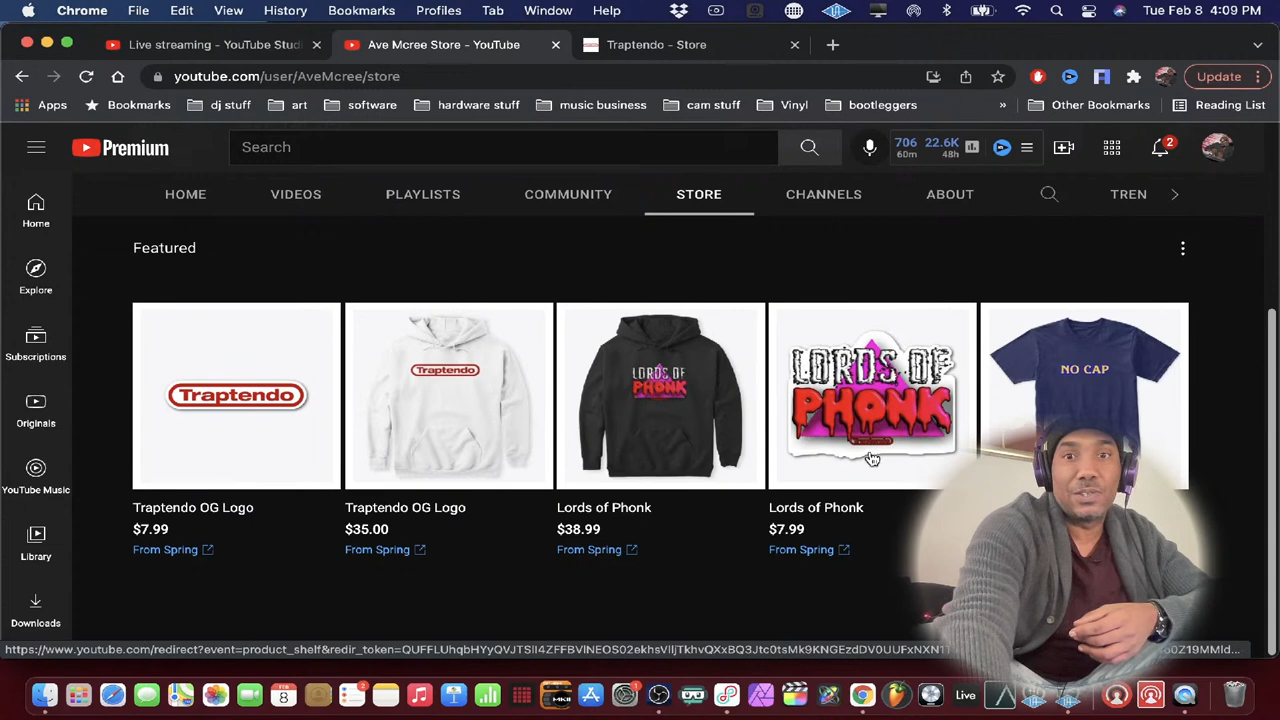 Chrome File Edit View History Bookmarks Profiles Tab Window Help Tue Feb 8 4:09 PM
Live streaming - YouTube Stud Ave Mcree Store - YouTube Traptendo - Store
youtube.com/user/AveMcree/store Update
Apps Bookmarks dj stuff art software hardware stuff music business cam stuff Vinyl bootleggers » Other Bookmarks Reading List
Premium Search 706 60m 22.6K 48h 2
HOME VIDEOS PLAYLISTS COMMUNITY STORE CHANNELS ABOUT TREN
Home
Explore
Subscriptions
Originals
YouTube Music
Library
Downloads
Featured
Traptendo
Traptendo
LORDS OF
PHONK
LORDS OF
PHONK
NO CAP
Traptendo OG Logo Traptendo OG Logo Lords of Phonk Lords of Phonk
$7.99 $35.00 $38.99 $7.99
From Spring From Spring From Spring From Spring
8
Live